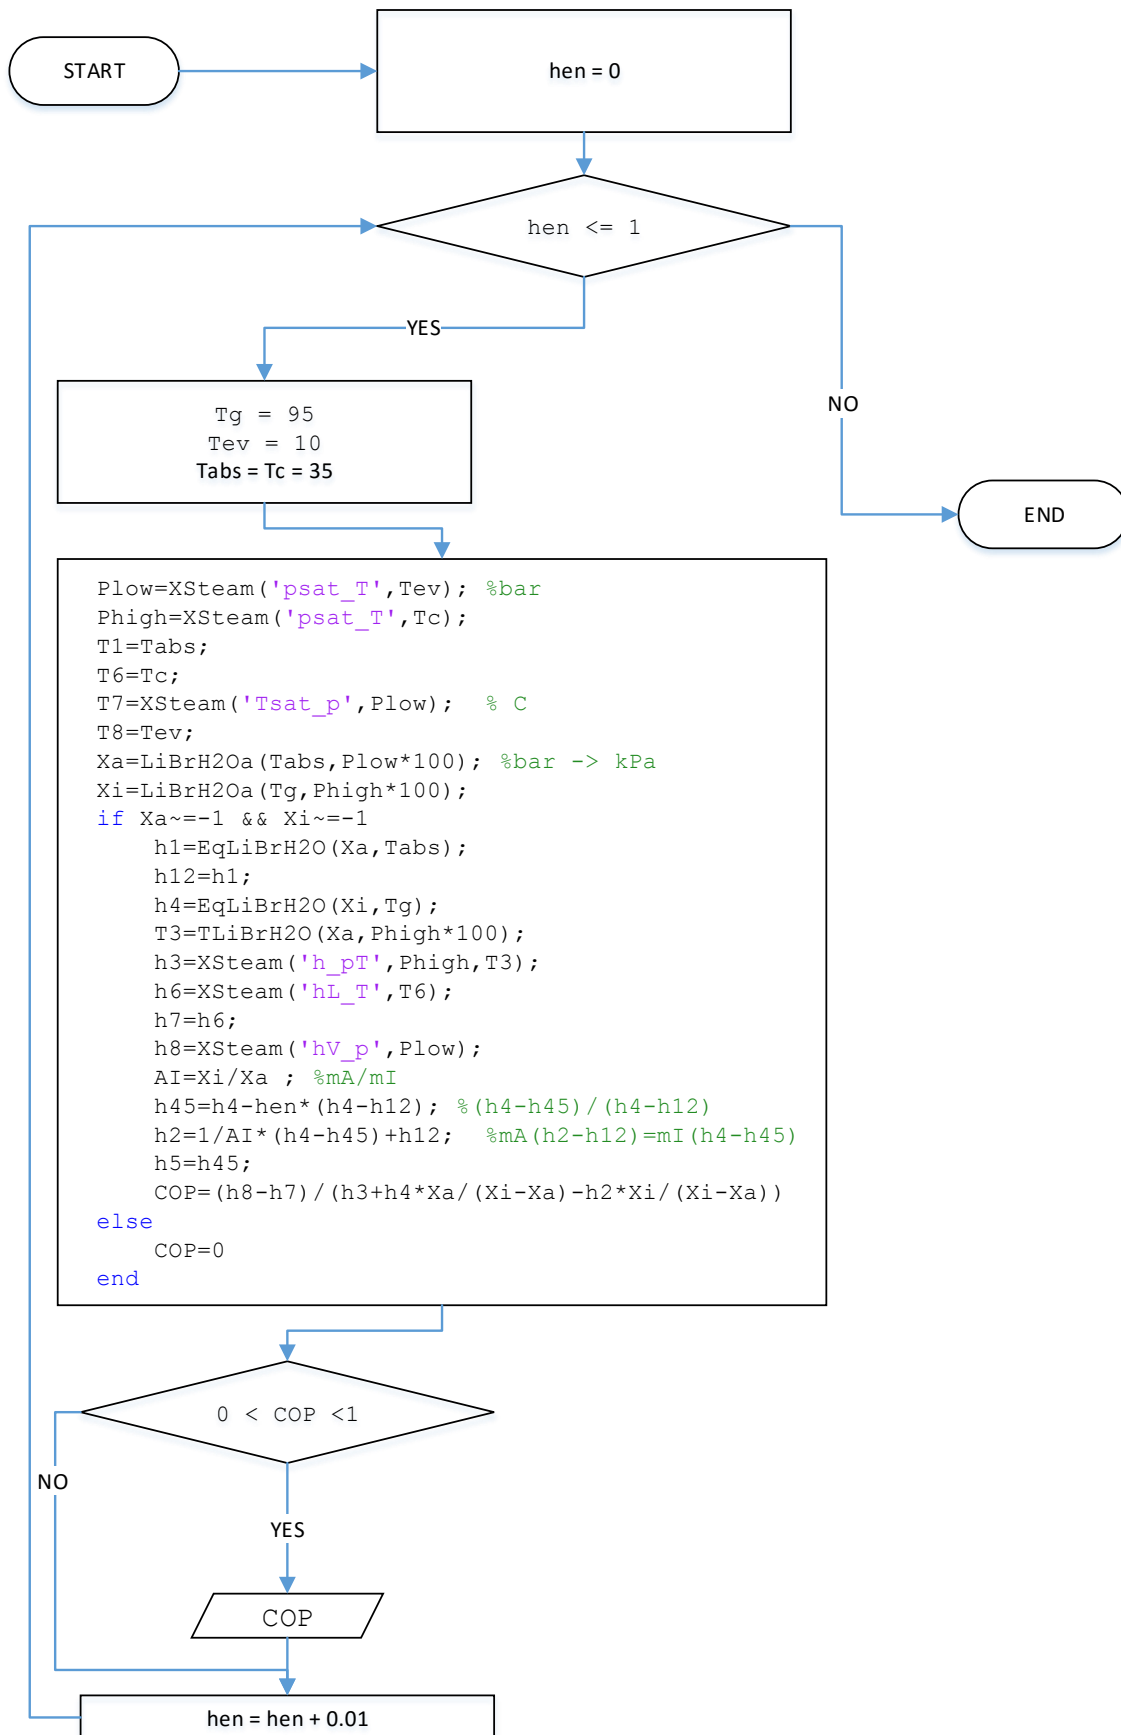 START
hen = 0
hen <= 1
YES
NO
Tg = 95
Tev = 10
Tabs = Tc = 35
END
Plow=XSteam('psat_T',Tev); %bar
Phigh=XSteam('psat_T',Tc);
T1=Tabs;
T6=Tc;
T7=XSteam('Tsat_p',Plow);  % C
T8=Tev;
Xa=LiBrH2Oa(Tabs,Plow*100); %bar -> kPa
Xi=LiBrH2Oa(Tg,Phigh*100);
if Xa~=-1 && Xi~=-1
    h1=EqLiBrH2O(Xa,Tabs);
    h12=h1;
    h4=EqLiBrH2O(Xi,Tg);
    T3=TLiBrH2O(Xa,Phigh*100);
    h3=XSteam('h_pT',Phigh,T3);
    h6=XSteam('hL_T',T6);
    h7=h6;
    h8=XSteam('hV_p',Plow);
    AI=Xi/Xa ; %mA/mI
    h45=h4-hen*(h4-h12); %(h4-h45)/(h4-h12)
    h2=1/AI*(h4-h45)+h12;  %mA(h2-h12)=mI(h4-h45)
    h5=h45;
    COP=(h8-h7)/(h3+h4*Xa/(Xi-Xa)-h2*Xi/(Xi-Xa))
else
    COP=0
end
0 < COP <1
NO
YES
COP
hen = hen + 0.01